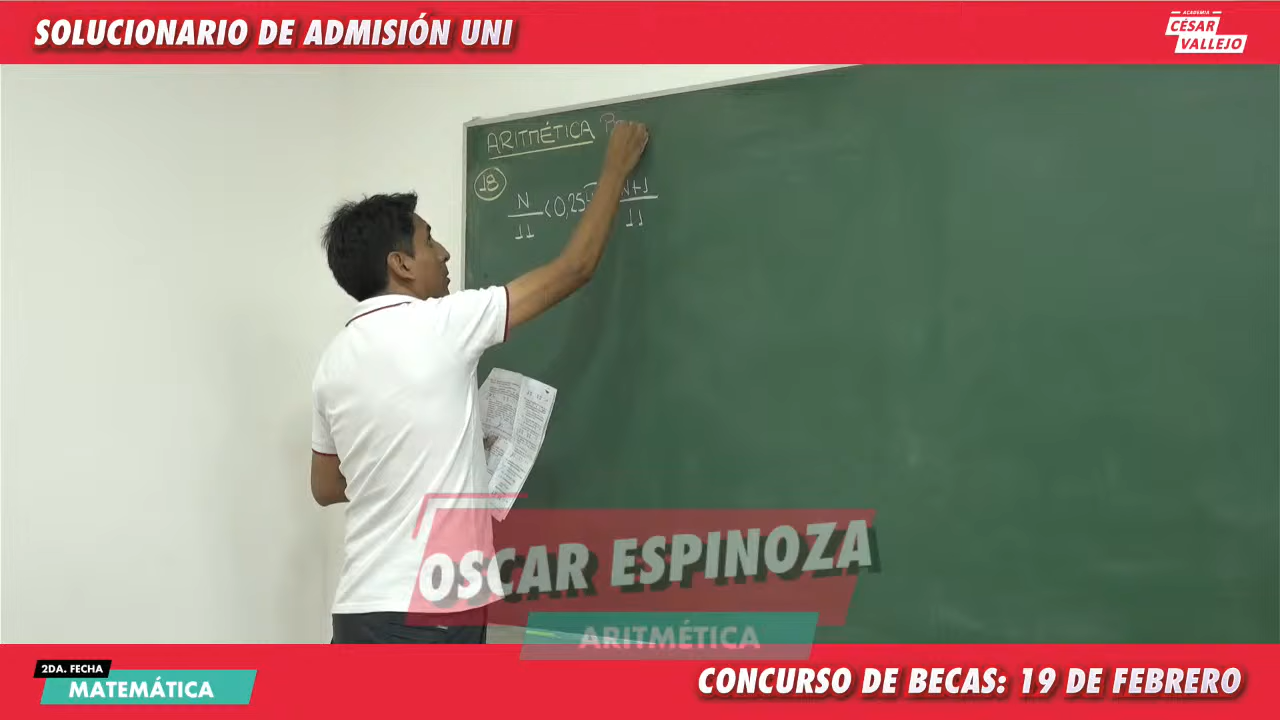 SOLUCIONARIO DE ADMISIÓN UNI
ACADEMIA
CÉSAR
VALLEJO
ARITMÉTICA
18
N < 0,25 N+1
11 11
OSCAR ESPINOZA
ARITMÉTICA
2DA. FECHA
MATEMÁTICA
CONCURSO DE BECAS: 19 DE FEBRERO